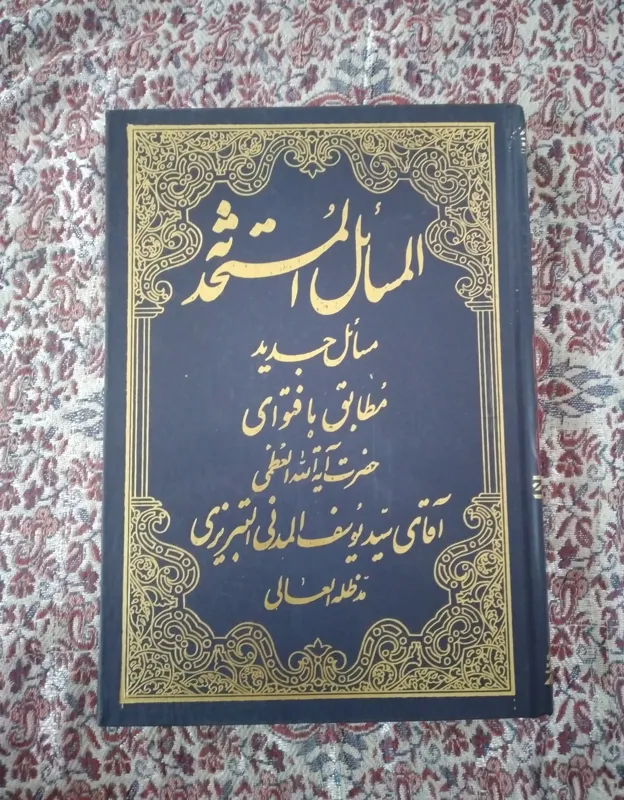 المسائل المستحدثة
مسائل جدید
مطابق با فتوای
حضرت آیة الله العظمی
آقای سید یوسف المدنی التبریزی
مدظله العالی